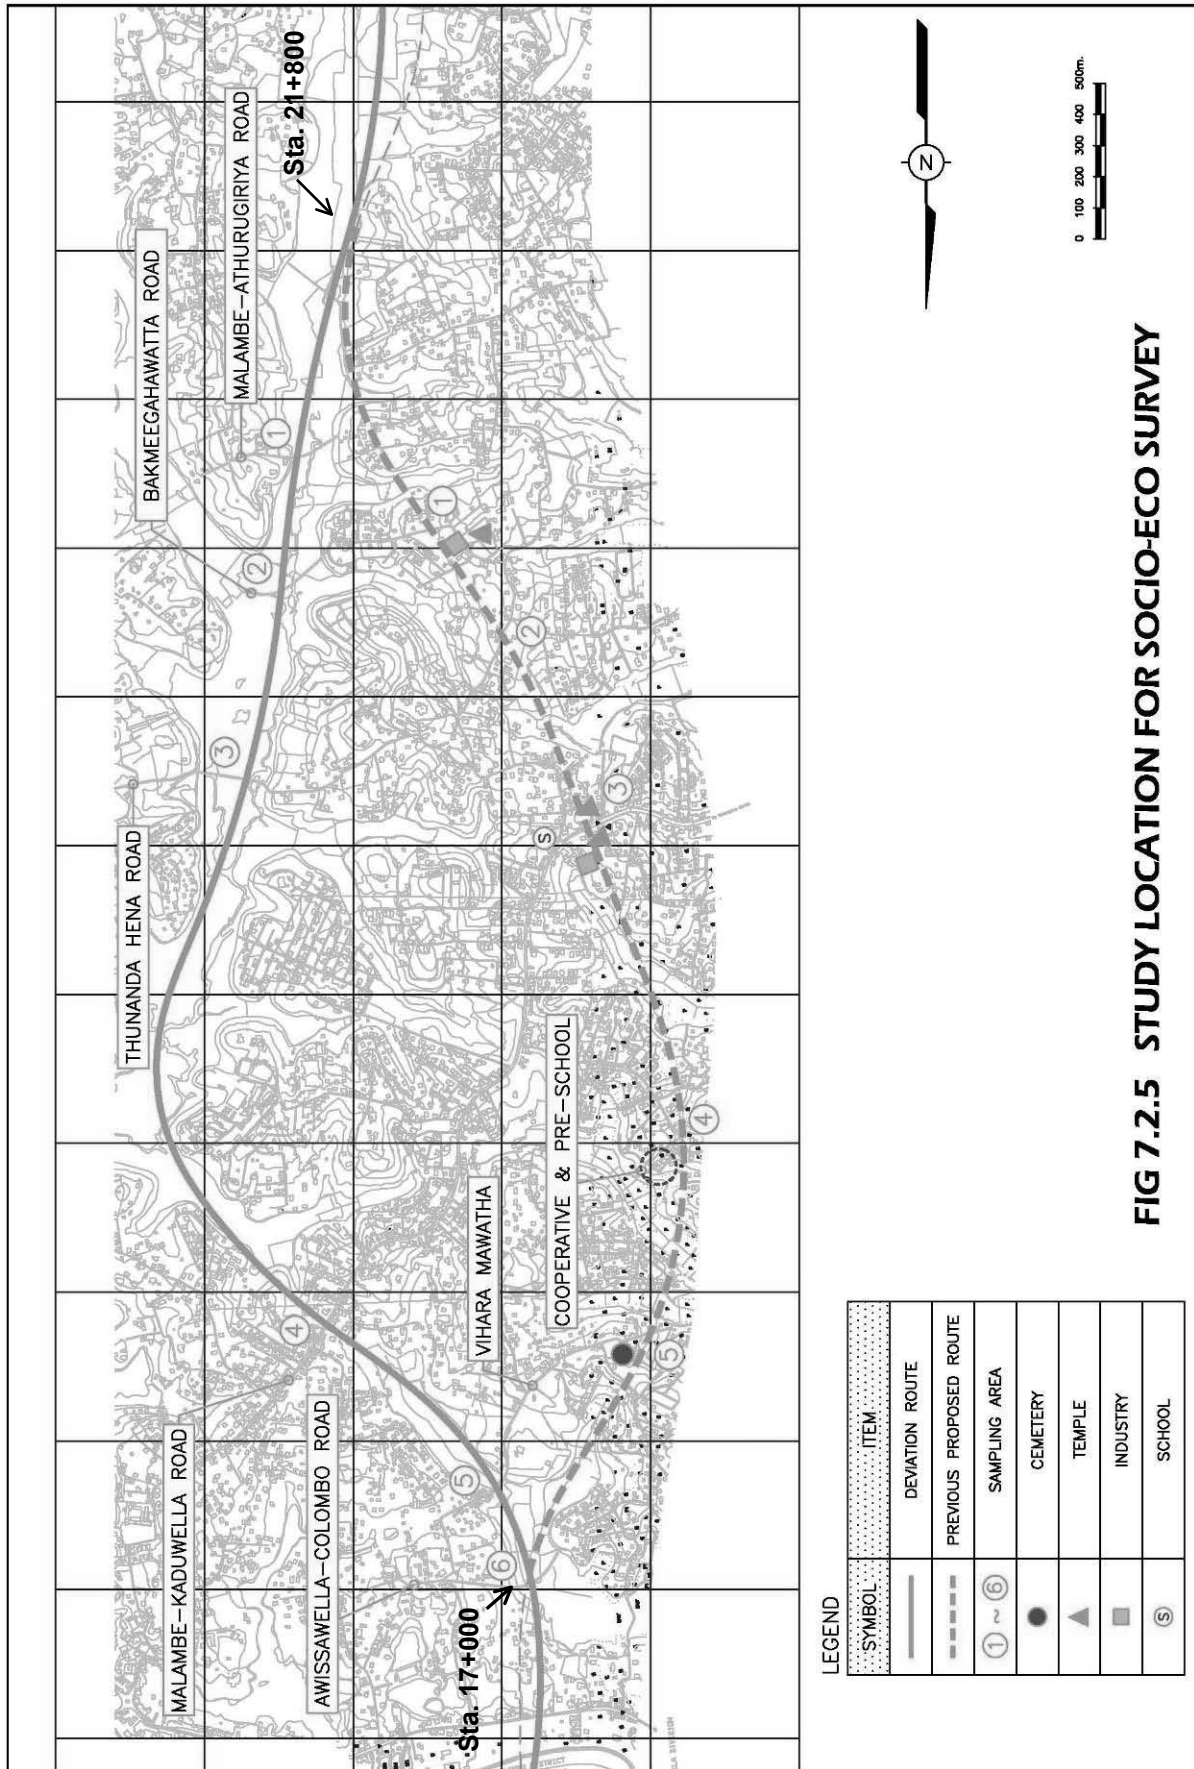 Sta. 21+800
MALAMBE-ATHURUGIRIYA ROAD
BAKMEEGAHAWATTA ROAD
THUNANDA HENA ROAD
MALAMBE-KADUWELLA ROAD
AWISSAWELLA-COLOMBO ROAD
Sta. 17+000
VIHARA MAWATHA
COOPERATIVE & PRE-SCHOOL
1
2
3
4
5
6
1
2
3
4
5
S
N
0 100 200 300 400 500m.
LEGEND
SYMBOL ITEM
DEVIATION ROUTE
PREVIOUS PROPOSED ROUTE
1 ~ 6 SAMPLING AREA
CEMETERY
TEMPLE
INDUSTRY
S SCHOOL
FIG 7.2.5 STUDY LOCATION FOR SOCIO-ECO SURVEY